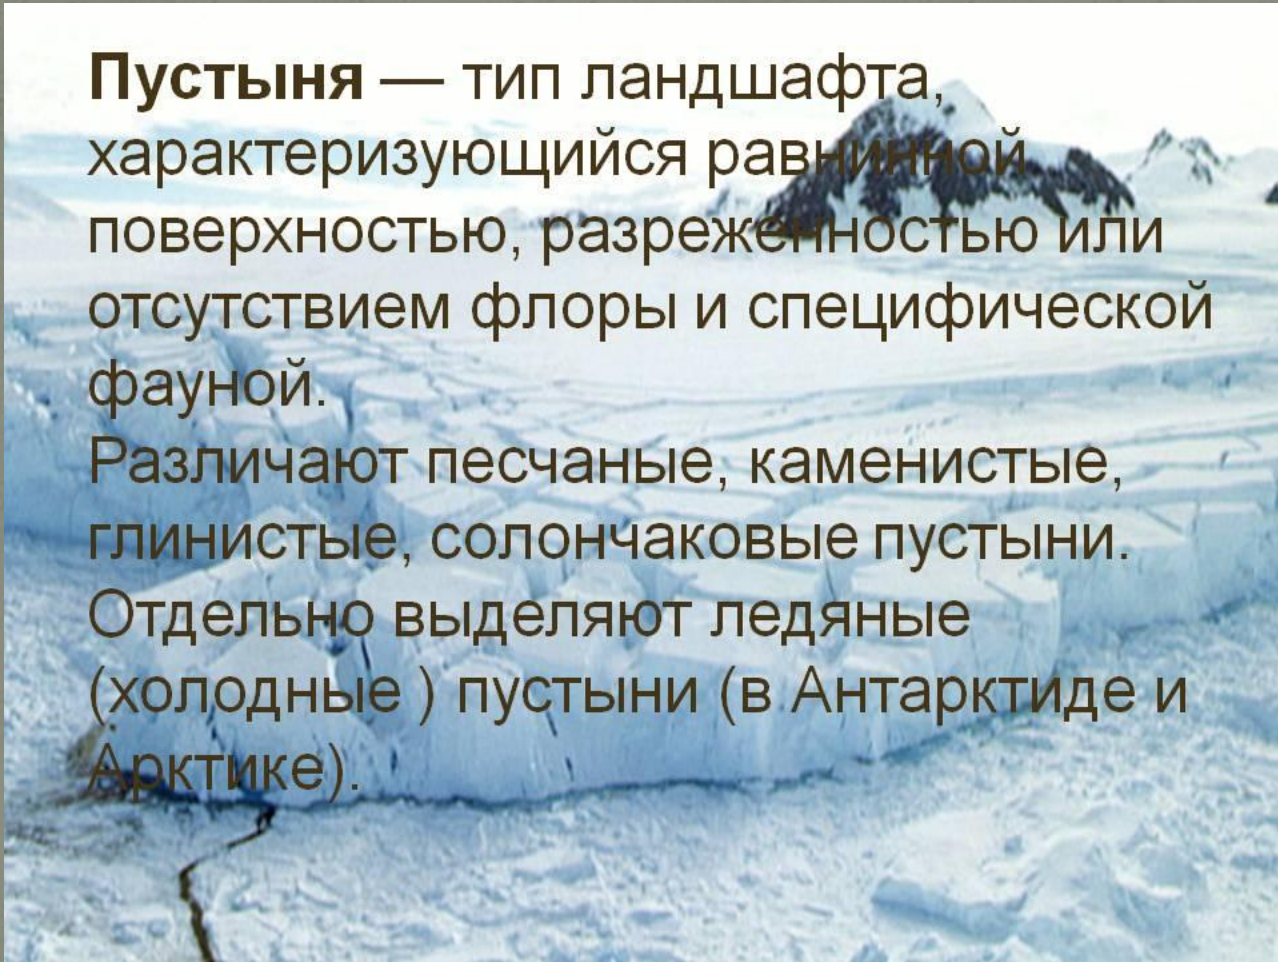 Пустыня — тип ландшафта,
характеризующийся равнинной
поверхностью, разреженностью или
отсутствием флоры и специфической
фауной.
Различают песчаные, каменистые,
глинистые, солончаковые пустыни.
Отдельно выделяют ледяные
(холодные ) пустыни (в Антарктиде и
Арктике).